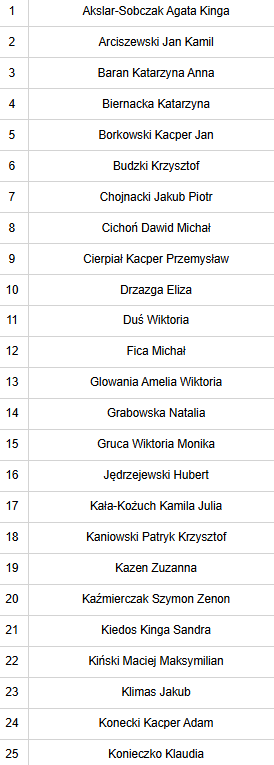 1 Akslar-Sobczak Agata Kinga
2 Arciszewski Jan Kamil
3 Baran Katarzyna Anna
4 Biernacka Katarzyna
5 Borkowski Kacper Jan
6 Budzki Krzysztof
7 Chojnacki Jakub Piotr
8 Cichoń Dawid Michał
9 Cierpiał Kacper Przemysław
10 Drzazga Eliza
11 Duś Wiktoria
12 Fica Michał
13 Glowania Amelia Wiktoria
14 Grabowska Natalia
15 Gruca Wiktoria Monika
16 Jędrzejewski Hubert
17 Kała-Kożuch Kamila Julia
18 Kaniowski Patryk Krzysztof
19 Kazen Zuzanna
20 Kaźmierczak Szymon Zenon
21 Kiedos Kinga Sandra
22 Kiński Maciej Maksymilian
23 Klimas Jakub
24 Konecki Kacper Adam
25 Konieczko Klaudia